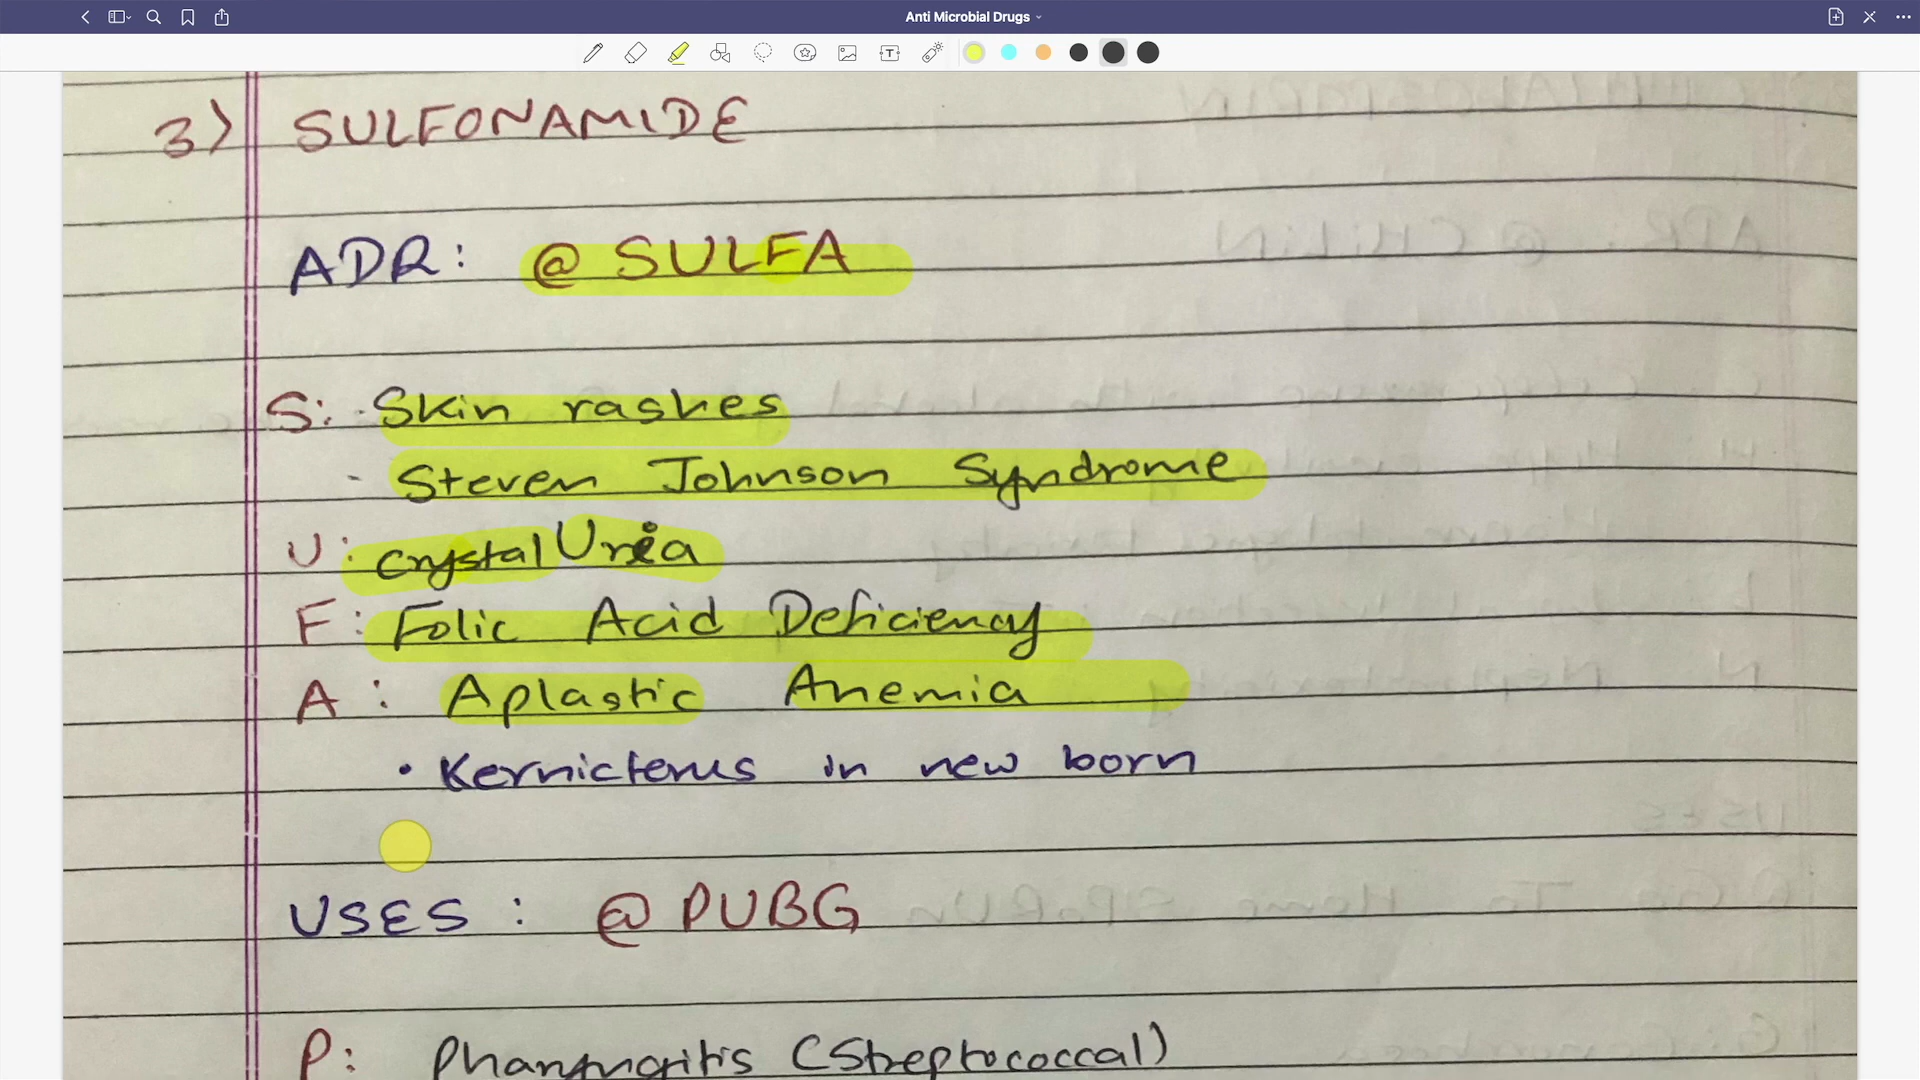 Anti Microbial Drugs
3) SULFONAMIDE
ADR: @ SULFA
S: · Skin rashes
- Steven Johnson Syndrome
U: crystalUria
F: Folic Acid Deficiency
A: Aplastic Anemia
• Kernicterus in new born
USES: @ PUBG
P: Pharyngitis (Streptococcal)